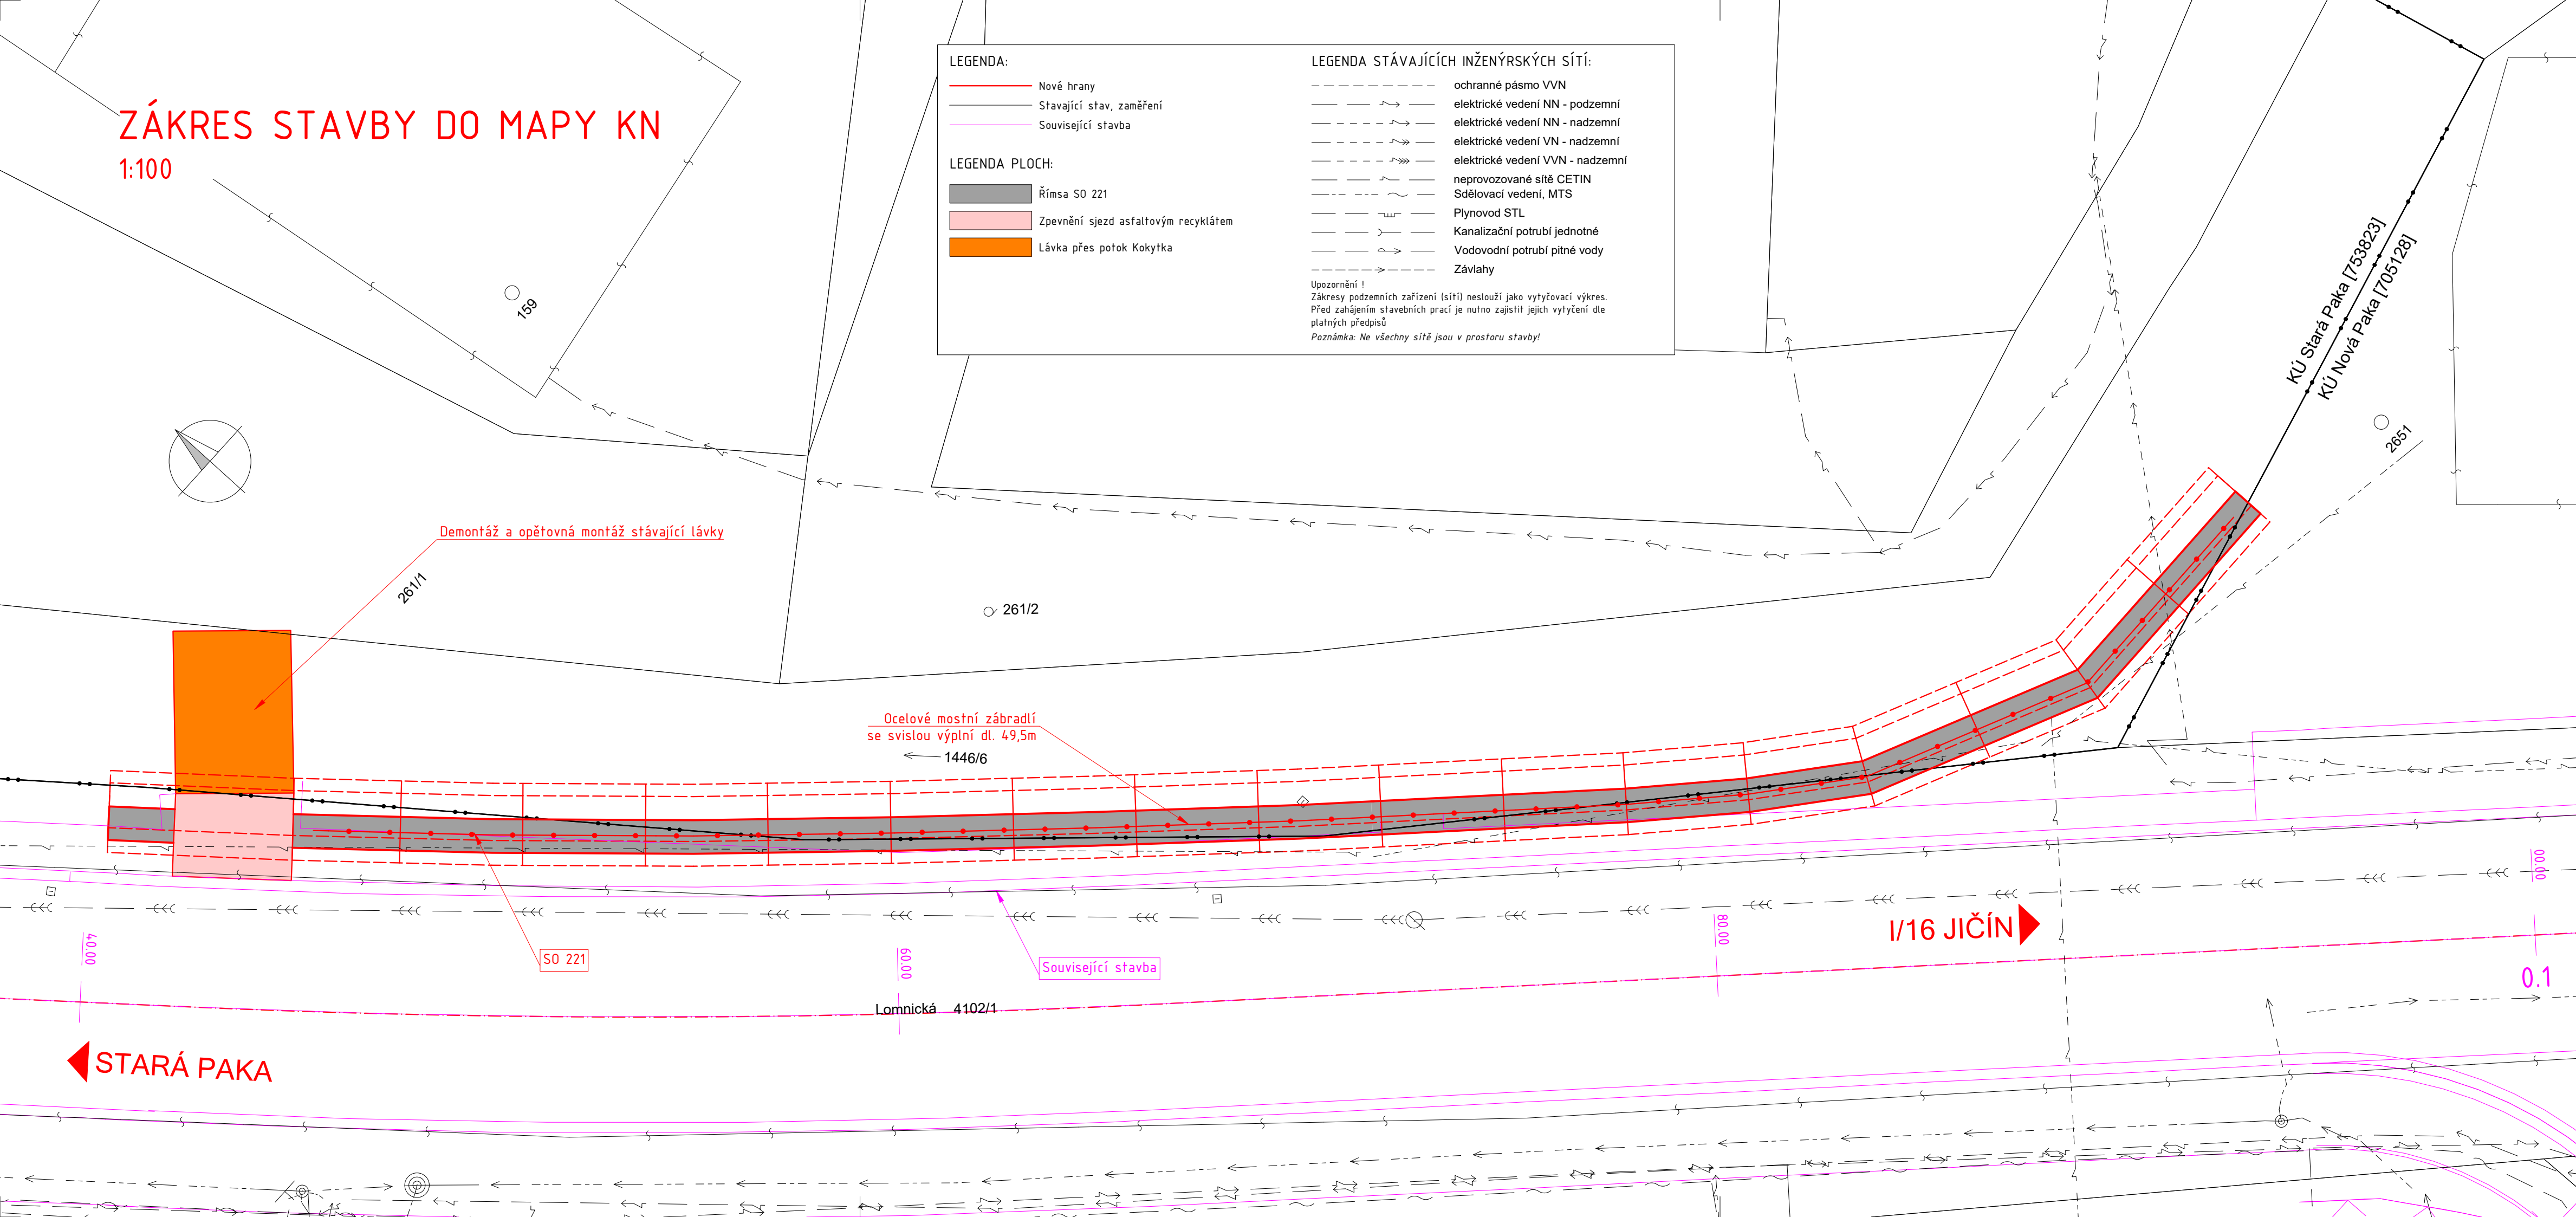 ZÁKRES STAVBY DO MAPY KN
1:100
LEGENDA:
Nové hrany
Stavající stav, zaměření
Související stavba
LEGENDA PLOCH:
Římsa SO 221
Zpevnění sjezd asfaltovým recyklátem
Lávka přes potok Kokytka
LEGENDA STÁVAJÍCÍCH INŽENÝRSKÝCH SÍTÍ:
ochranné pásmo VVN
elektrické vedení NN - podzemní
elektrické vedení NN - nadzemní
elektrické vedení VN - nadzemní
elektrické vedení VVN - nadzemní
neprovozované sítě CETIN
Sdělovací vedení, MTS
Plynovod STL
Kanalizační potrubí jednotné
Vodovodní potrubí pitné vody
Závlahy
Upozornění !
Zákresy podzemních zařízení (sítí) neslouží jako vytyčovací výkres.
Před zahájením stavebních prací je nutno zajistit jejich vytyčení dle
platných předpisů
Poznámka: Ne všechny sítě jsou v prostoru stavby!
159
KÚ Stará Paka [753823]
KÚ Nová Paka [705128]
2651
Demontáž a opětovná montáž stávající lávky
261/1
261/2
Ocelové mostní zábradlí
se svislou výplní dl. 49,5m
1446/6
SO 221
Související stavba
40.00
60.00
80.00
00.00
0.1
I/16 JIČÍN
Lomnická 4102/1
STARÁ PAKA